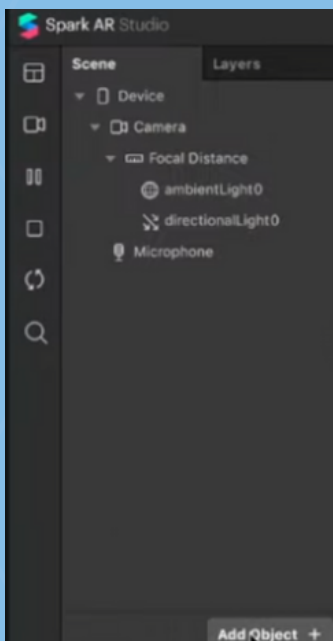 Spark AR Studio
Scene Layers
Device
Camera
Focal Distance
ambientLight0
directionalLight0
Microphone
Add Object +